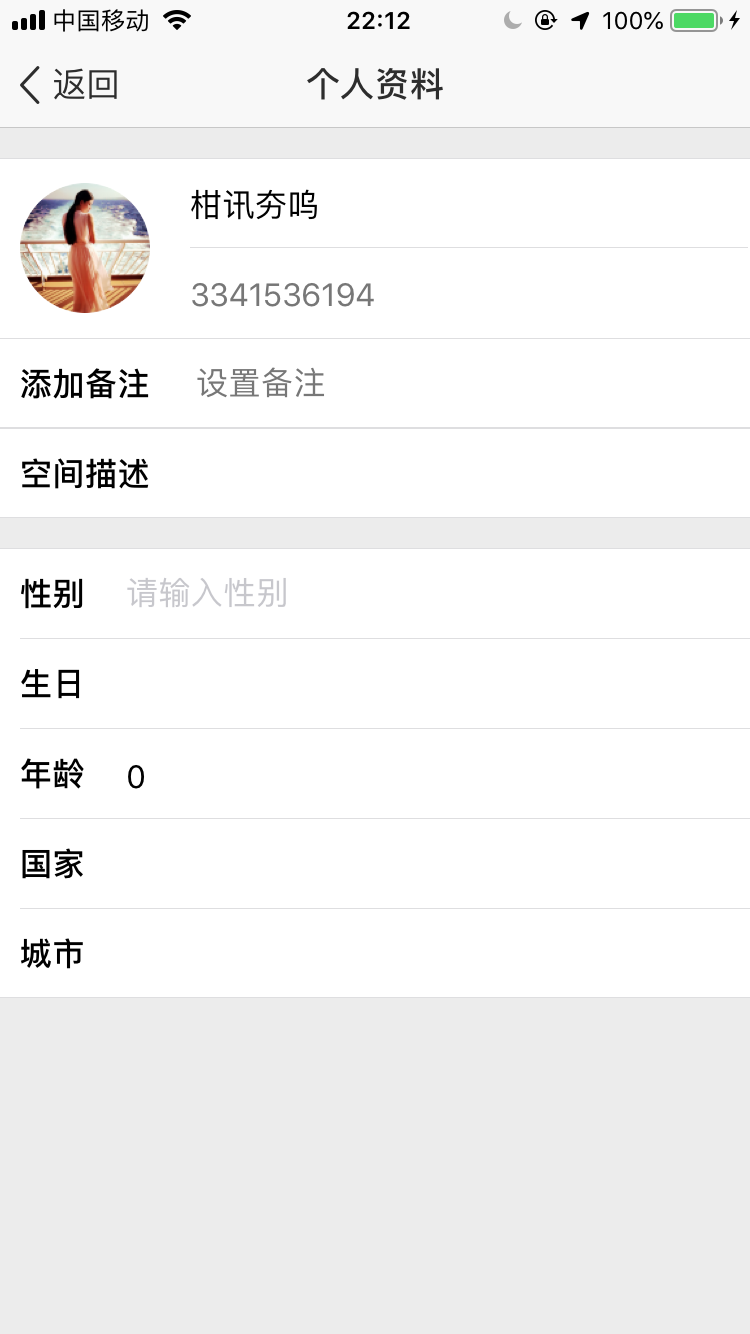 中国移动 22:12 100%
返回 个人资料
柑讯夯呜
3341536194
添加备注 设置备注
空间描述
性别 请输入性别
生日
年龄 0
国家
城市